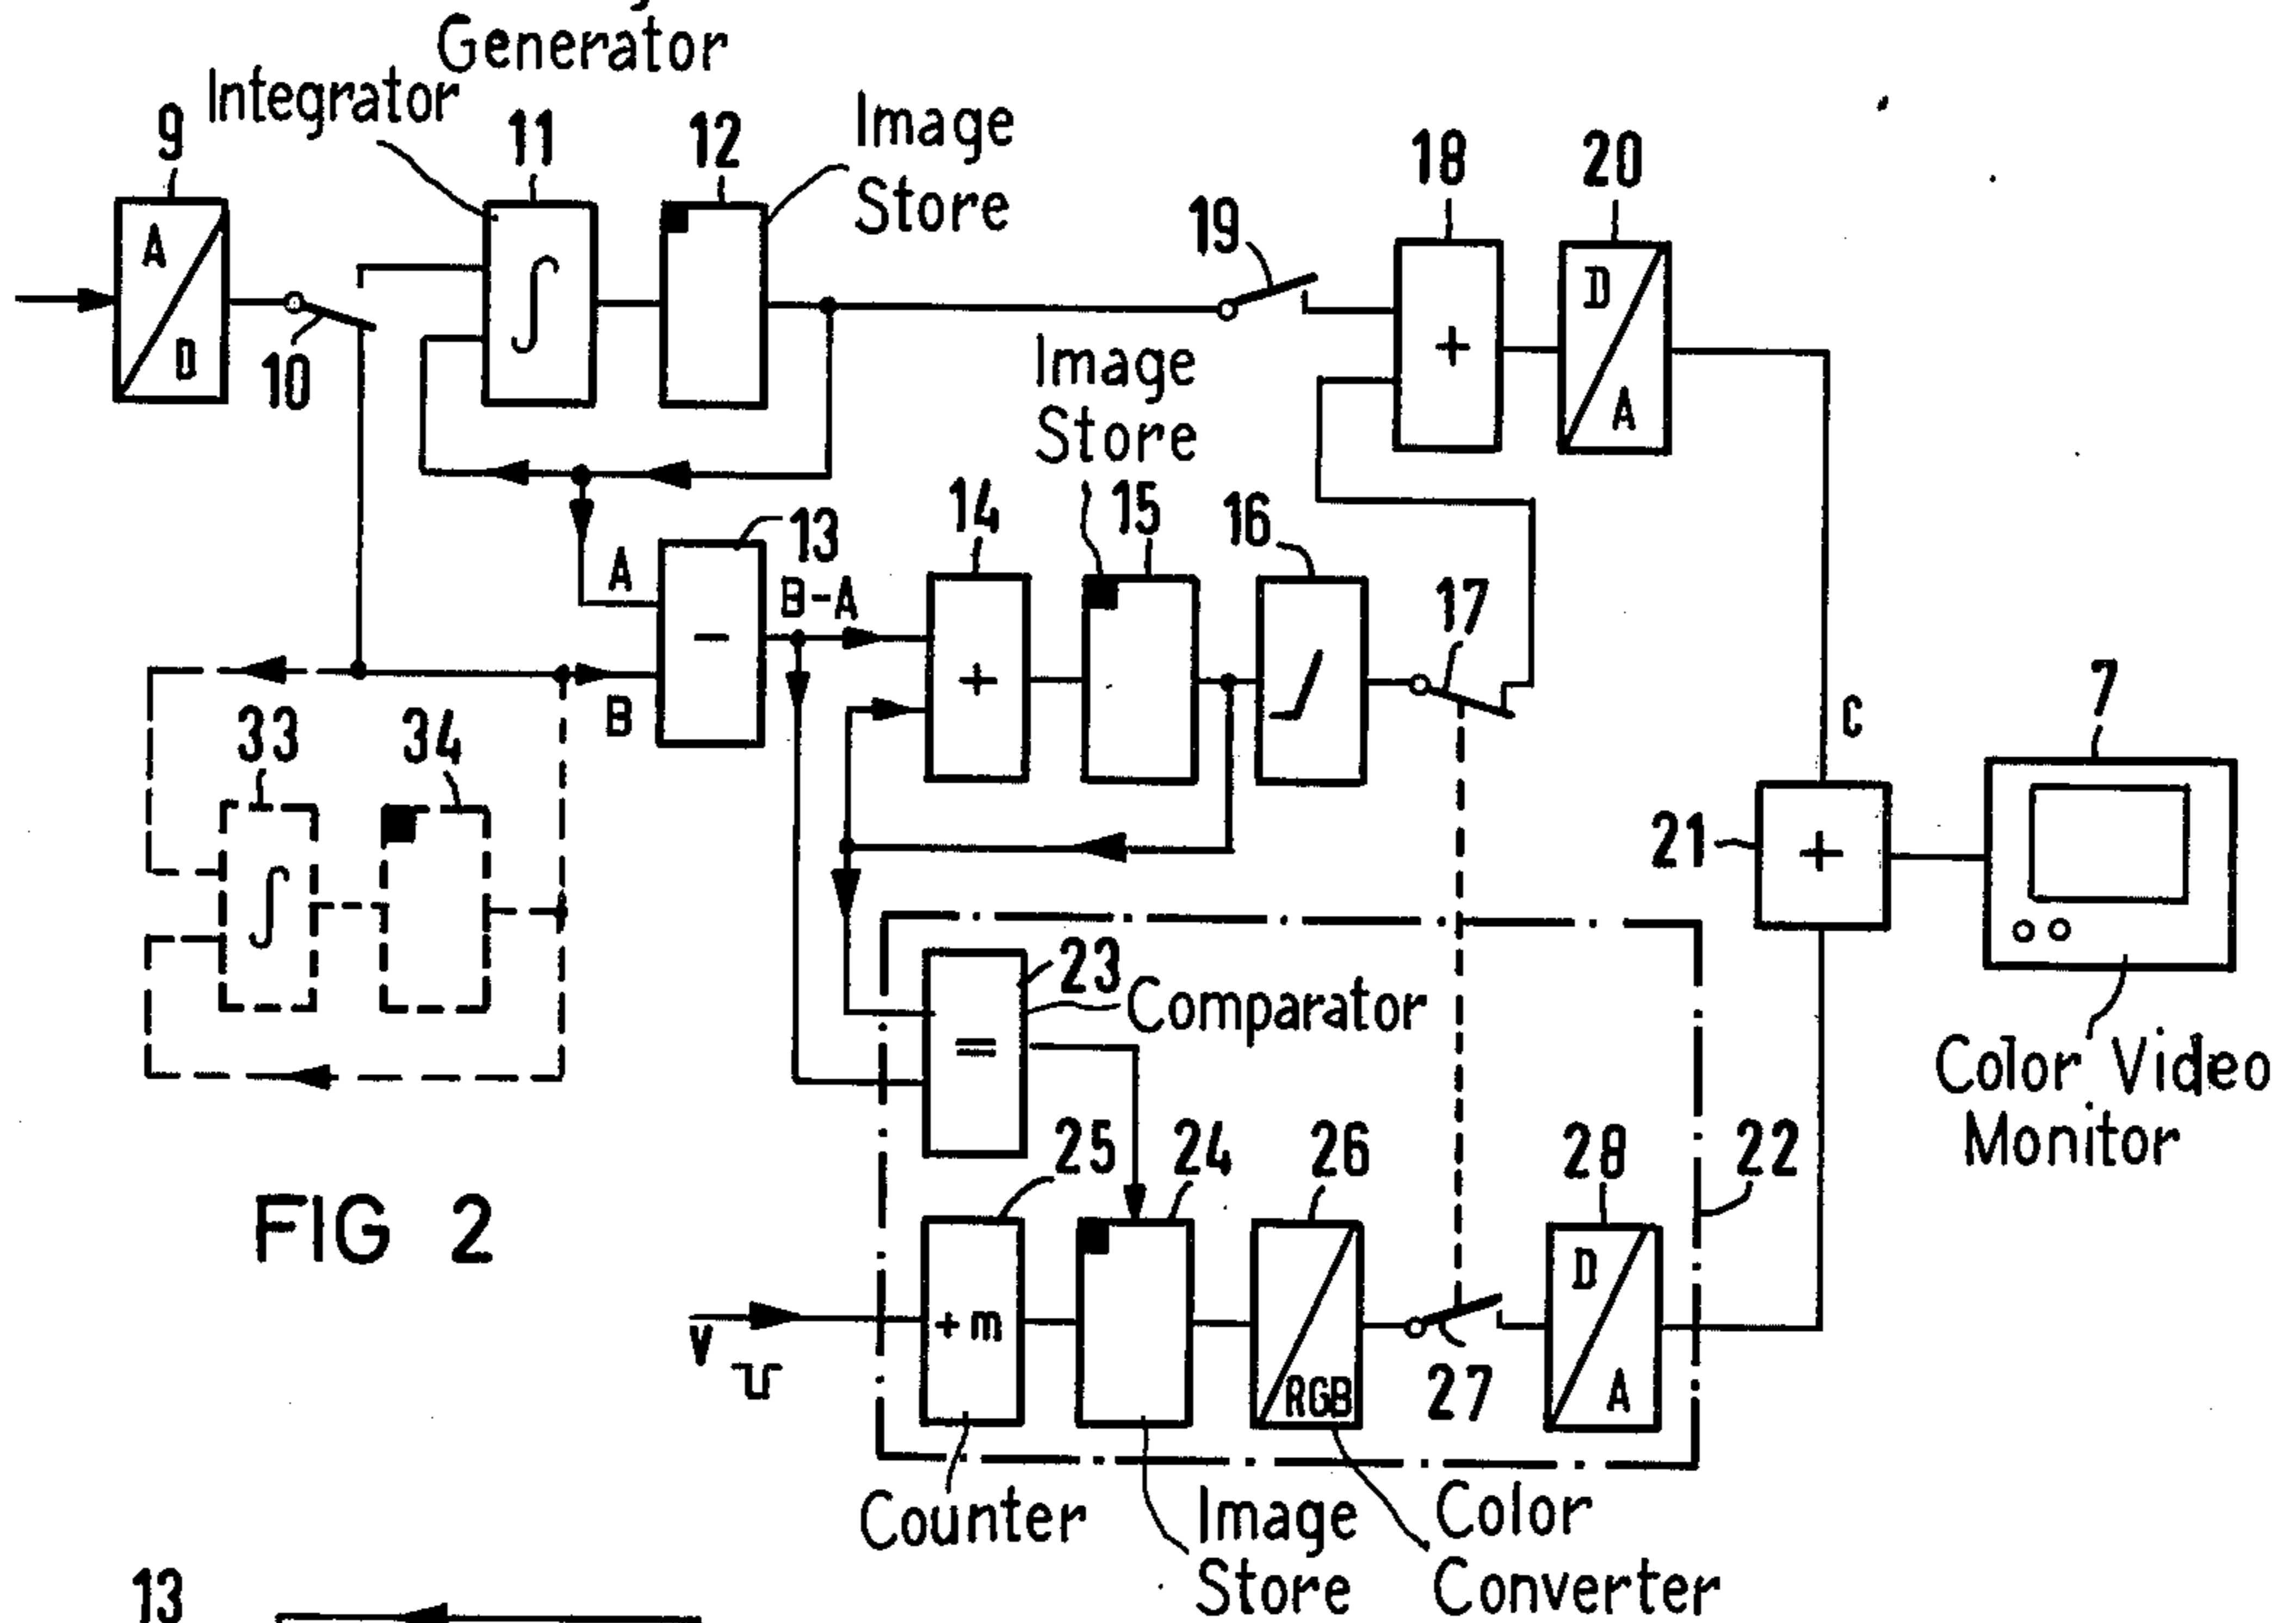 Generator
Integrator
9
11
12
Image
Store
18
20
19
A
D
10
∫
+
D
A
Image
Store
13
14
15
16
17
A
B-A
-
+
B
C
7
33
34
∫
21
+
23
Comparator
=
Color Video
Monitor
25
24
26
28
22
FIG 2
D
A
V
+m
RGB
27
Counter
Image
Store
Color
Converter
13